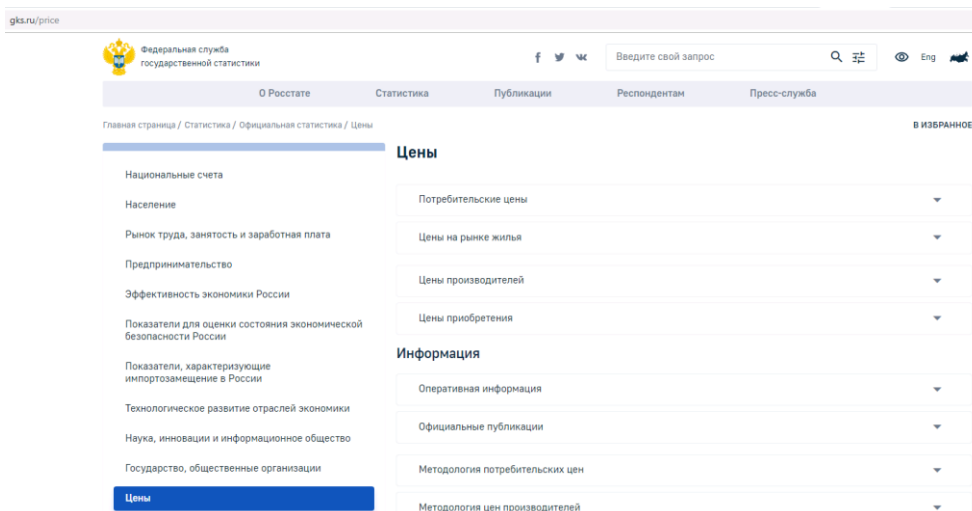 gks.ru/price
Федеральная служба
государственной статистики
Введите свой запрос
Eng
О Росстате
Статистика
Публикации
Респондентам
Пресс-служба
Главная страница / Статистика / Официальная статистика / Цены
В ИЗБРАННОЕ
Национальные счета
Население
Рынок труда, занятость и заработная плата
Предпринимательство
Эффективность экономики России
Показатели для оценки состояния экономической
безопасности России
Показатели, характеризующие
импортозамещение в России
Технологическое развитие отраслей экономики
Наука, инновации и информационное общество
Государство, общественные организации
Цены
Цены
Потребительские цены
Цены на рынке жилья
Цены производителей
Цены приобретения
Информация
Оперативная информация
Официальные публикации
Методология потребительских цен
Методология цен производителей